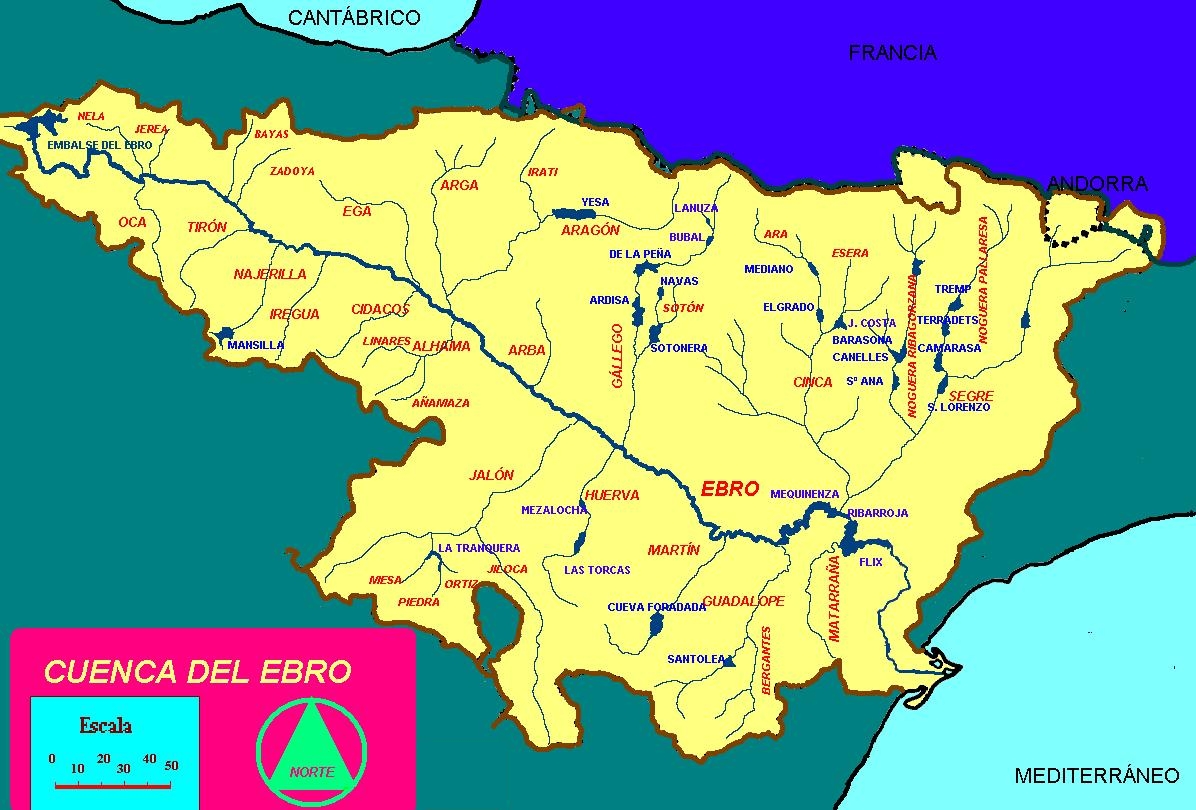 CANTÁBRICO
FRANCIA
ANDORRA
NELA
JEREA
BAYAS
EMBALSE DEL EBRO
ZADOYA
IRATI
ARGA
EGA
YESA
ARAGÓN
LANUZA
BUBAL
OCA
TIRÓN
ARA
ESERA
DE LA PEÑA
MEDIANO
NAJERILLA
NAVAS
ARDISA
SOTÓN
ELGRADO
NOGUERA RIBAGORZANA
NOGUERA PALLARESA
TREMP
IREGUA
CIDACOS
J. COSTA
TERRADETS
MANSILLA
LINARES
ALHAMA
ARBA
GÁLLEGO
SOTONERA
BARASONA
CAMARASA
CANELLES
CINCA
Sº ANA
SEGRE
S. LORENZO
AÑAMAZA
JALÓN
EBRO
HUERVA
MEQUINENZA
MEZALOCHA
RIBARROJA
LA TRANQUERA
MARTÍN
JILOCA
LAS TORCAS
FLIX
MESA
ORTIZ
PIEDRA
CUEVA FORADADA
GUADALOPE
MATARRAÑA
SANTOLEA
BERGANTES
CUENCA DEL EBRO
Escala
0 10 20 30 40 50
NORTE
MEDITERRÁNEO